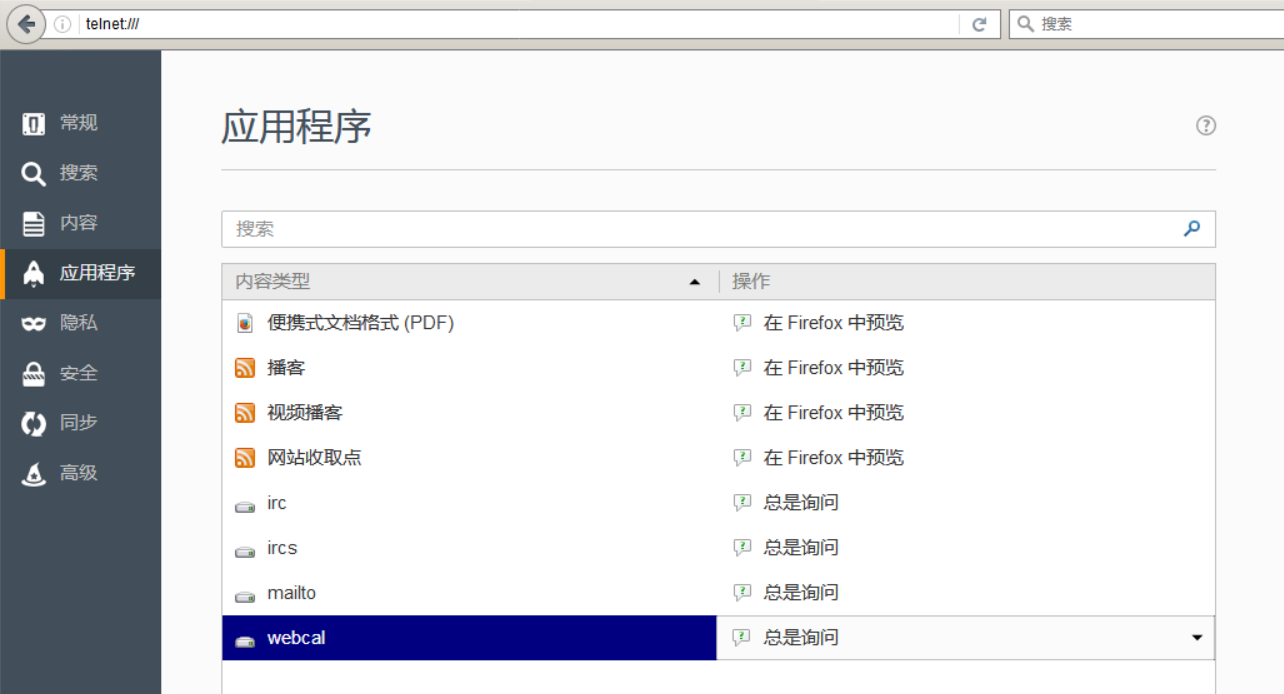 telnet:///
搜索
常规
搜索
内容
应用程序
隐私
安全
同步
高级
应用程序
搜索
内容类型 操作
便携式文档格式 (PDF) 在 Firefox 中预览
播客 在 Firefox 中预览
视频播客 在 Firefox 中预览
网站收取点 在 Firefox 中预览
irc 总是询问
ircs 总是询问
mailto 总是询问
webcal 总是询问